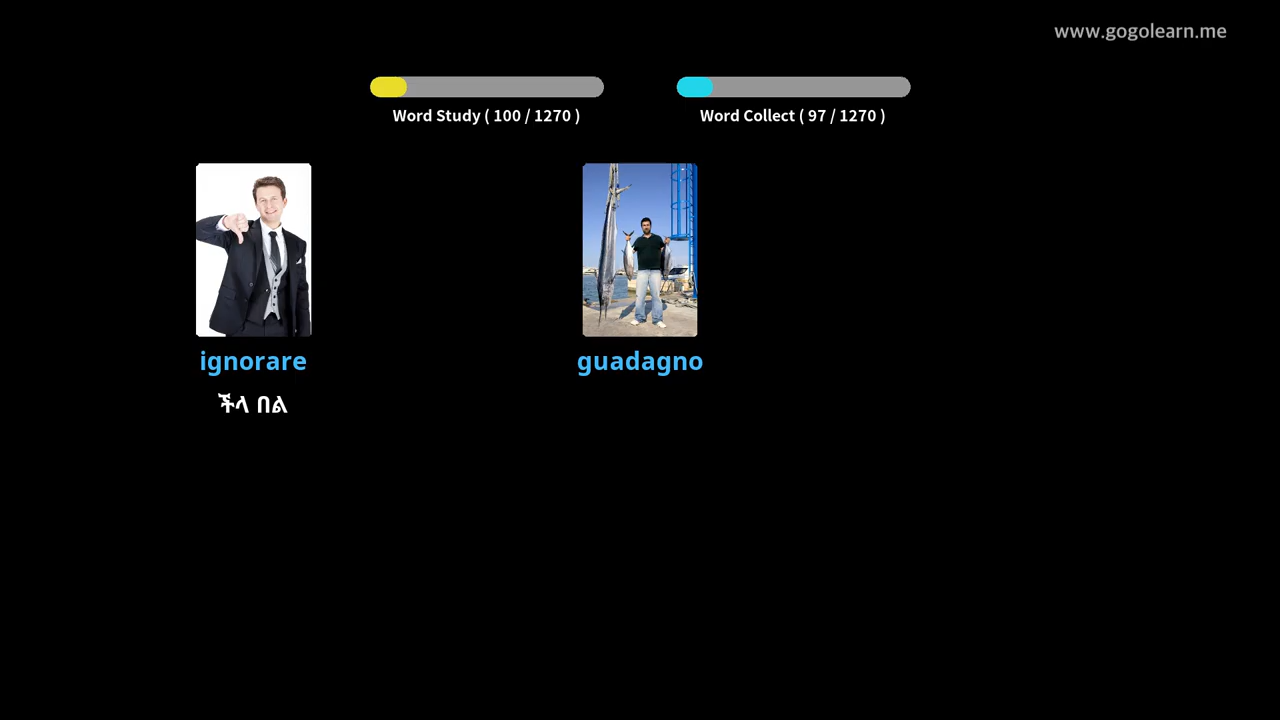 www.gogolearn.me
Word Study ( 100 / 1270 )
Word Collect ( 97 / 1270 )
ignorare
guadagno
ችላ በል